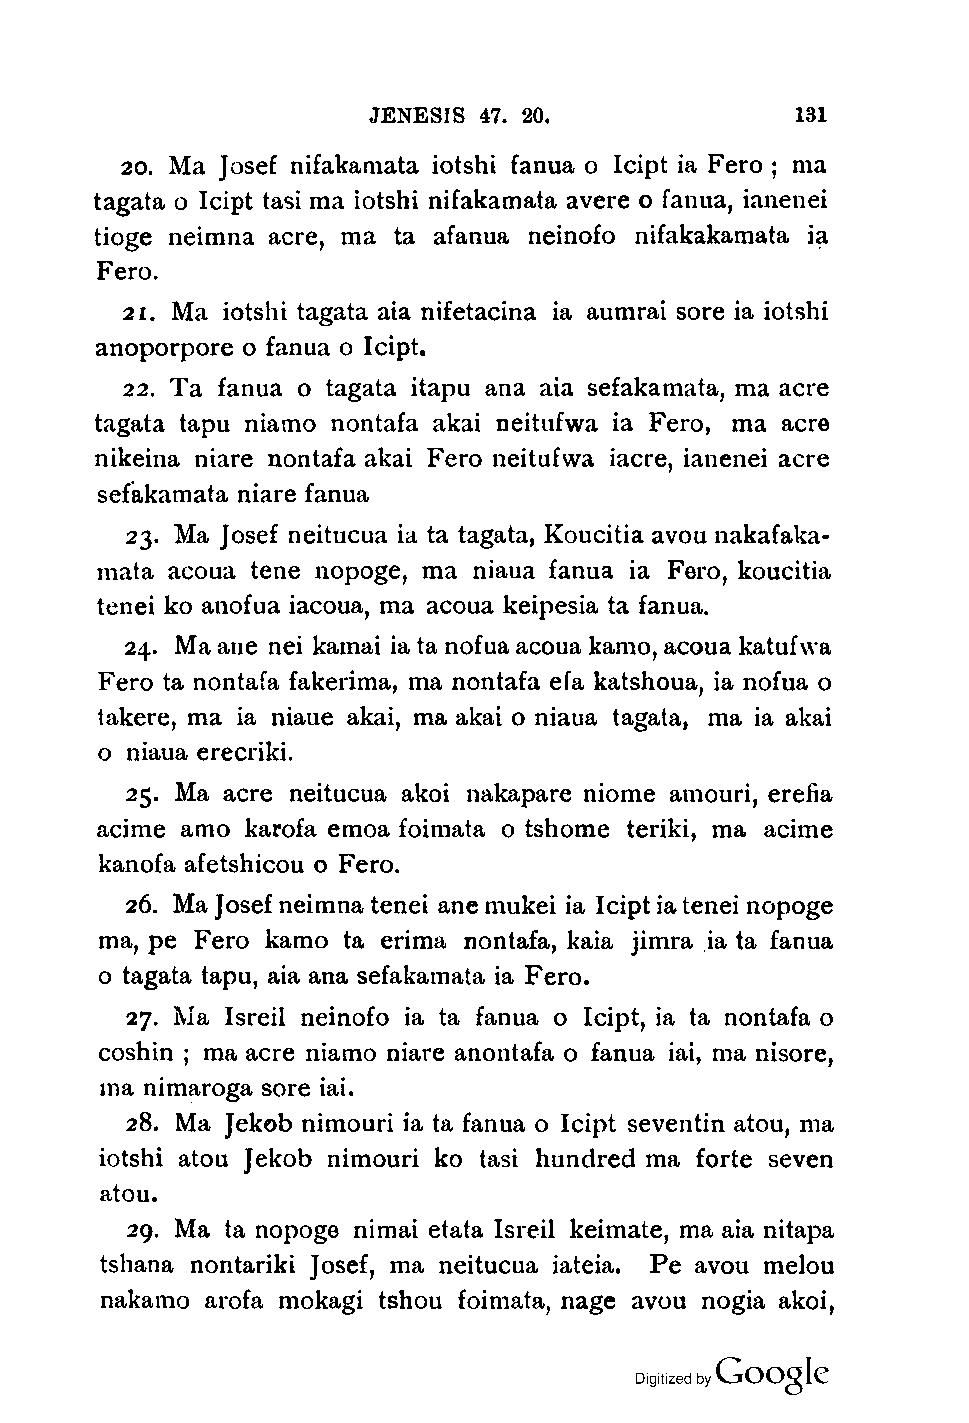 JENESIS 47. 20. 131
20. Ma Josef nifakamata iotshi fanua o Icipt ia Fero ; ma
tagata o Icipt tasi ma iotshi nifakamata avere o fanua, ianenei
tioge neimna acre, ma ta afanua neinofo nifakakamata ia
Fero.
21. Ma iotshi tagata aia nifetacina ia aumrai sore ia iotshi
anoporpore o fanua o Icipt.
22. Ta fanua o tagata itapu ana aia sefakamata, ma acre
tagata tapu niamo nontafa akai neitufwa ia Fero, ma acre
nikeina niare nontafa akai Fero neitufwa iacre, ianenei acre
sefakamata niare fanua
23. Ma Josef neitucua ia ta tagata, Koucitia avou nakafaka-
mata acoua tene nopoge, ma niaua fanua ia Fero, koucitia
tenei ko anofua iacoua, ma acoua keipesia ta fanua.
24. Ma ane nei kamai ia ta nofua acoua kamo, acoua katufwa
Fero ta nontafa fakerima, ma nontafa efa katshoua, ia nofua o
takere, ma ia niaue akai, ma akai o niaua tagata, ma ia akai
o niaua erecriki.
25. Ma acre neitucua akoi nakapare niome amouri, erefia
acime amo karofa emoa foimata o tshome teriki, ma acime
kanofa afetshicou o Fero.
26. Ma Josef neimna tenei ane mukei ia Icipt ia tenei nopoge
ma, pe Fero kamo ta erima nontafa, kaia jimra ia ta fanua
o tagata tapu, aia ana sefakamata ia Fero.
27. Ma Isreil neinofo ia ta fanua o Icipt, ia ta nontafa o
coshin ; ma acre niamo niare anontafa o fanua iai, ma nisore,
ma nimaroga sore iai.
28. Ma Jekob nimouri ia ta fanua o Icipt seventin atou, ma
iotshi atou Jekob nimouri ko tasi hundred ma forte seven
atou.
29. Ma ta nopoge nimai etata Isreil keimate, ma aia nitapa
tshana nontariki Josef, ma neitucua iateia. Pe avou melou
nakamo arofa mokagi tshou foimata, nage avou nogia akoi,
Digitized by Google